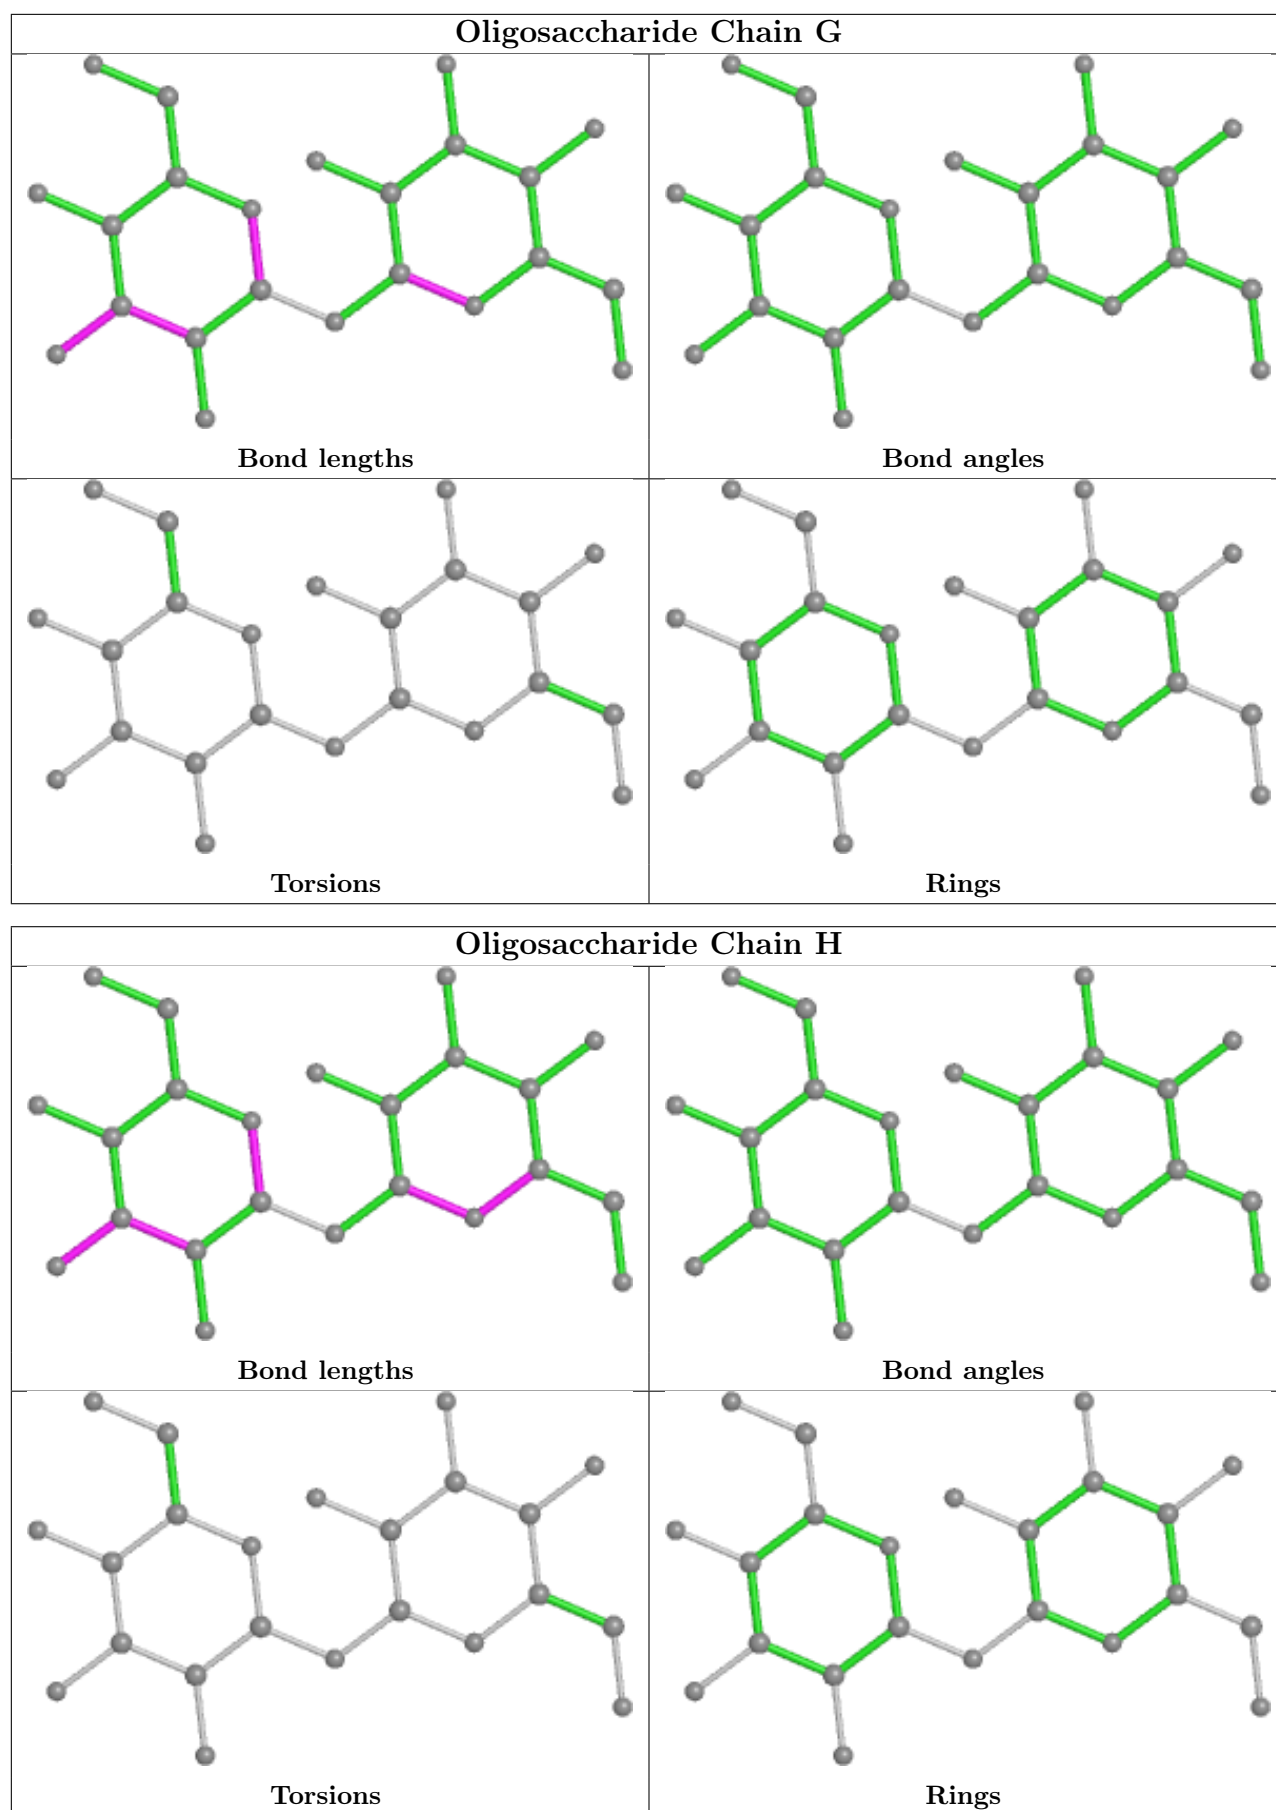 Oligosaccharide Chain G
Bond lengths
Bond angles
Torsions
Rings
Oligosaccharide Chain H
Bond lengths
Bond angles
Torsions
Rings